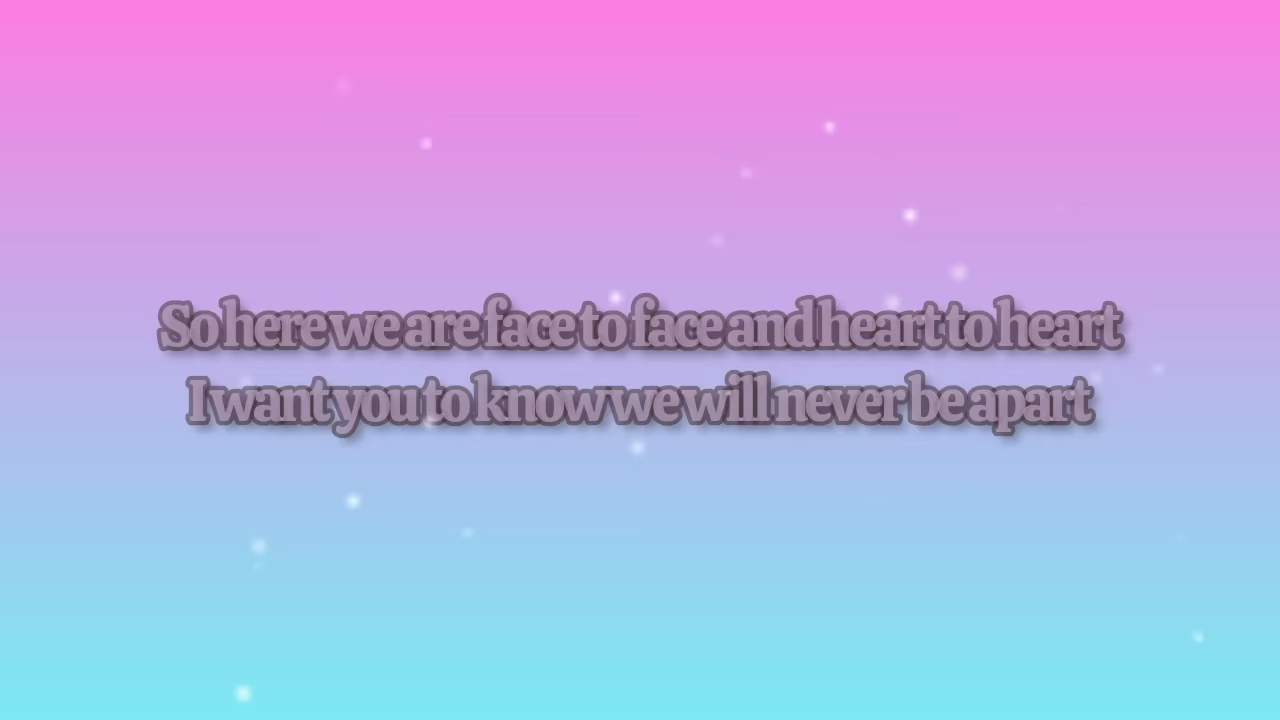 So here we are face to face and heart to heart
I want you to know we will never be apart